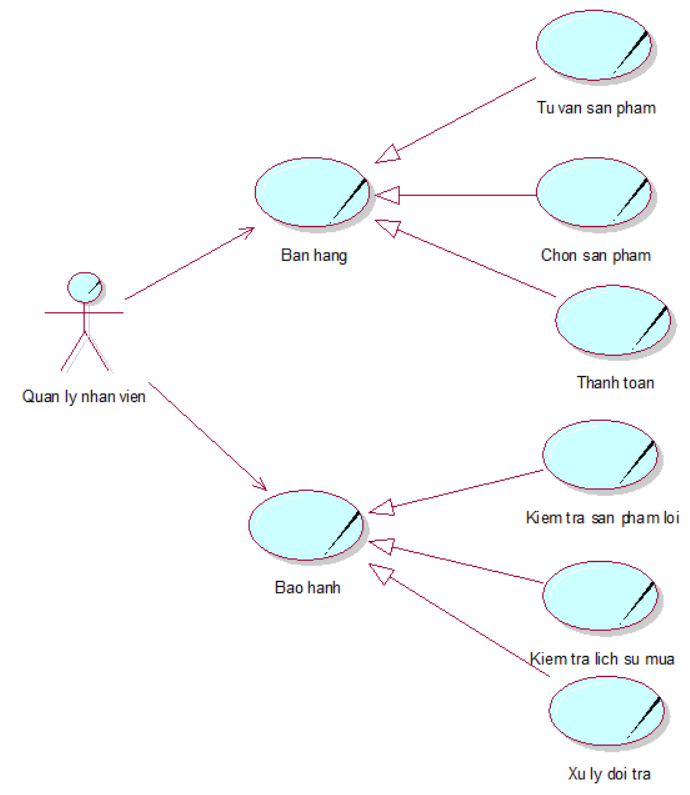 Tu van san pham
Ban hang
Chon san pham
Quan ly nhan vien
Thanh toan
Kiem tra san pham loi
Bao hanh
Kiem tra lich su mua
Xu ly doi tra